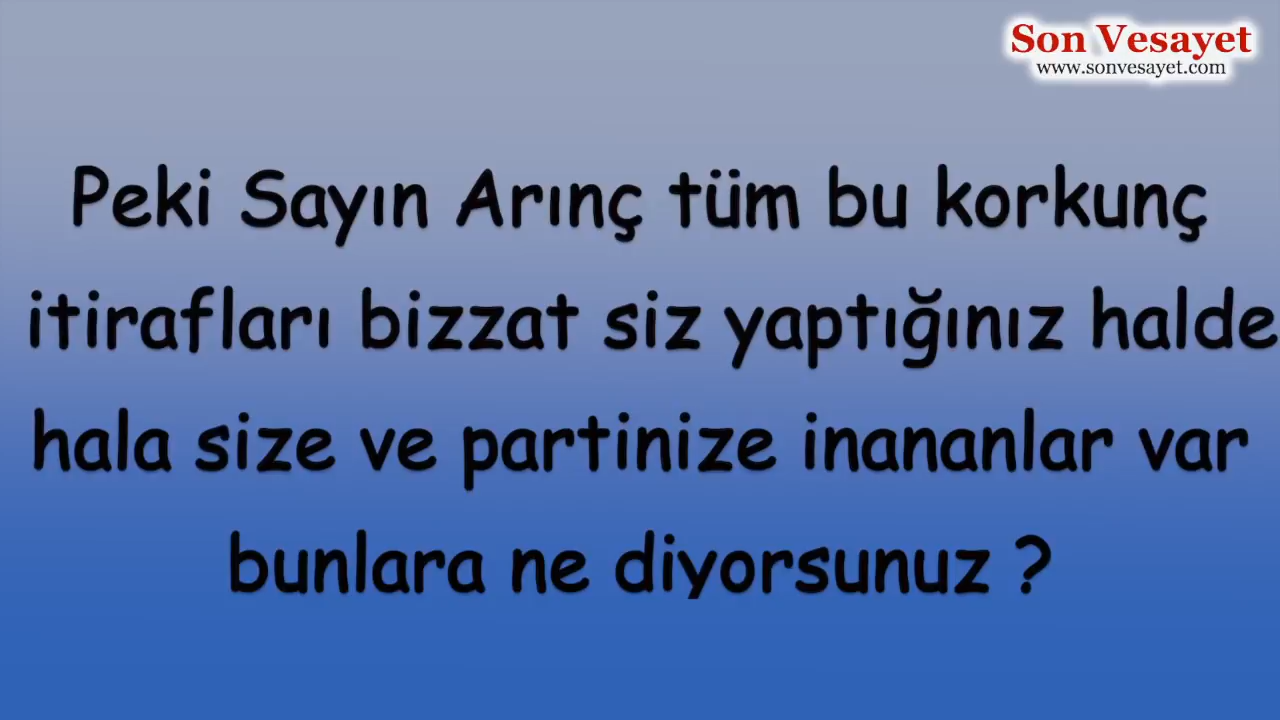 Son Vesayet
www.sonvesayet.com
Peki Sayın Arınç tüm bu korkunç
itirafları bizzat siz yaptığınız halde
hala size ve partinize inananlar var
bunlara ne diyorsunuz ?